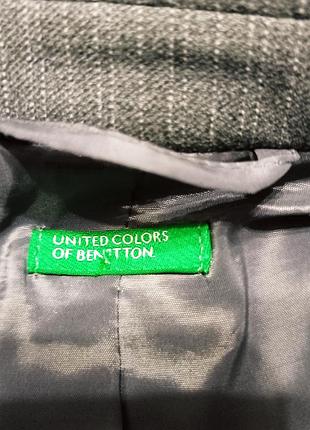 UNITED COLORS
OF BENETTON.